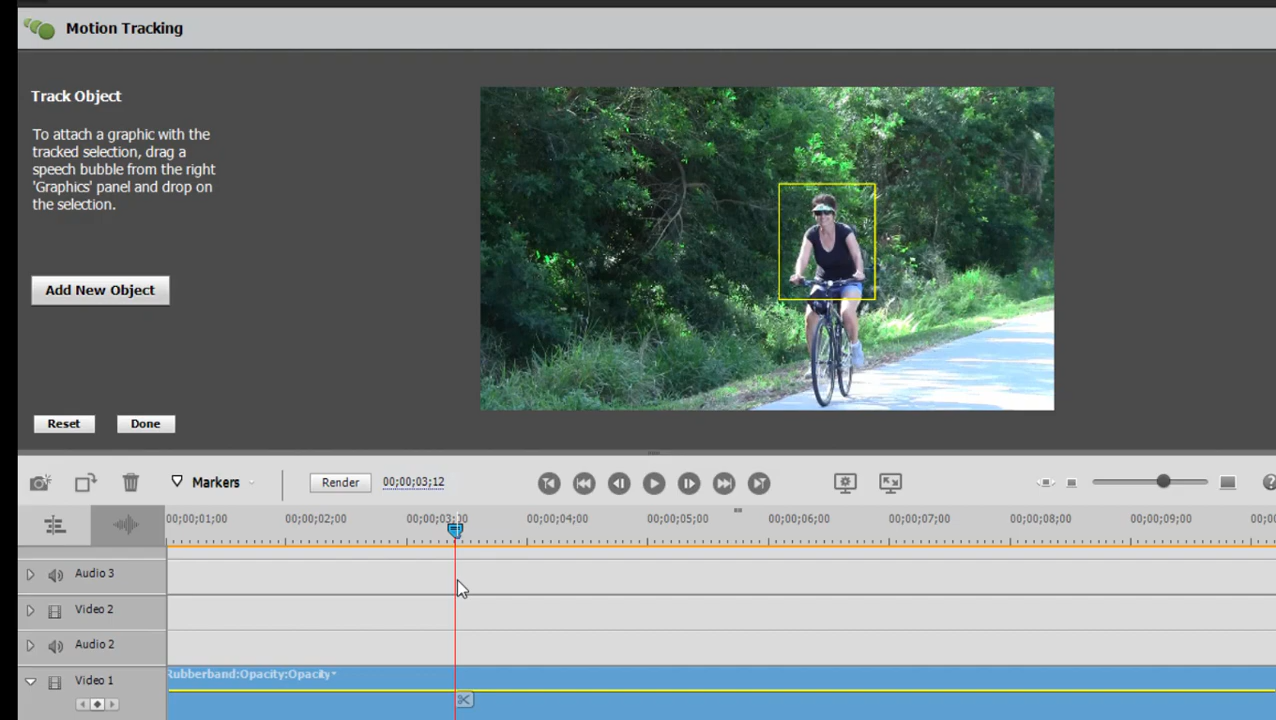 Motion Tracking
Track Object
To attach a graphic with the
tracked selection, drag a
speech bubble from the right
'Graphics' panel and drop on
the selection.
Add New Object
Reset
Done
Markers
Render
00;00;03;12
00;00;01;00
00;00;02;00
00;00;03;00
00;00;04;00
00;00;05;00
00;00;06;00
00;00;07;00
00;00;08;00
00;00;09;00
Audio 3
Video 2
Audio 2
Video 1
Rubberband:Opacity:Opacity